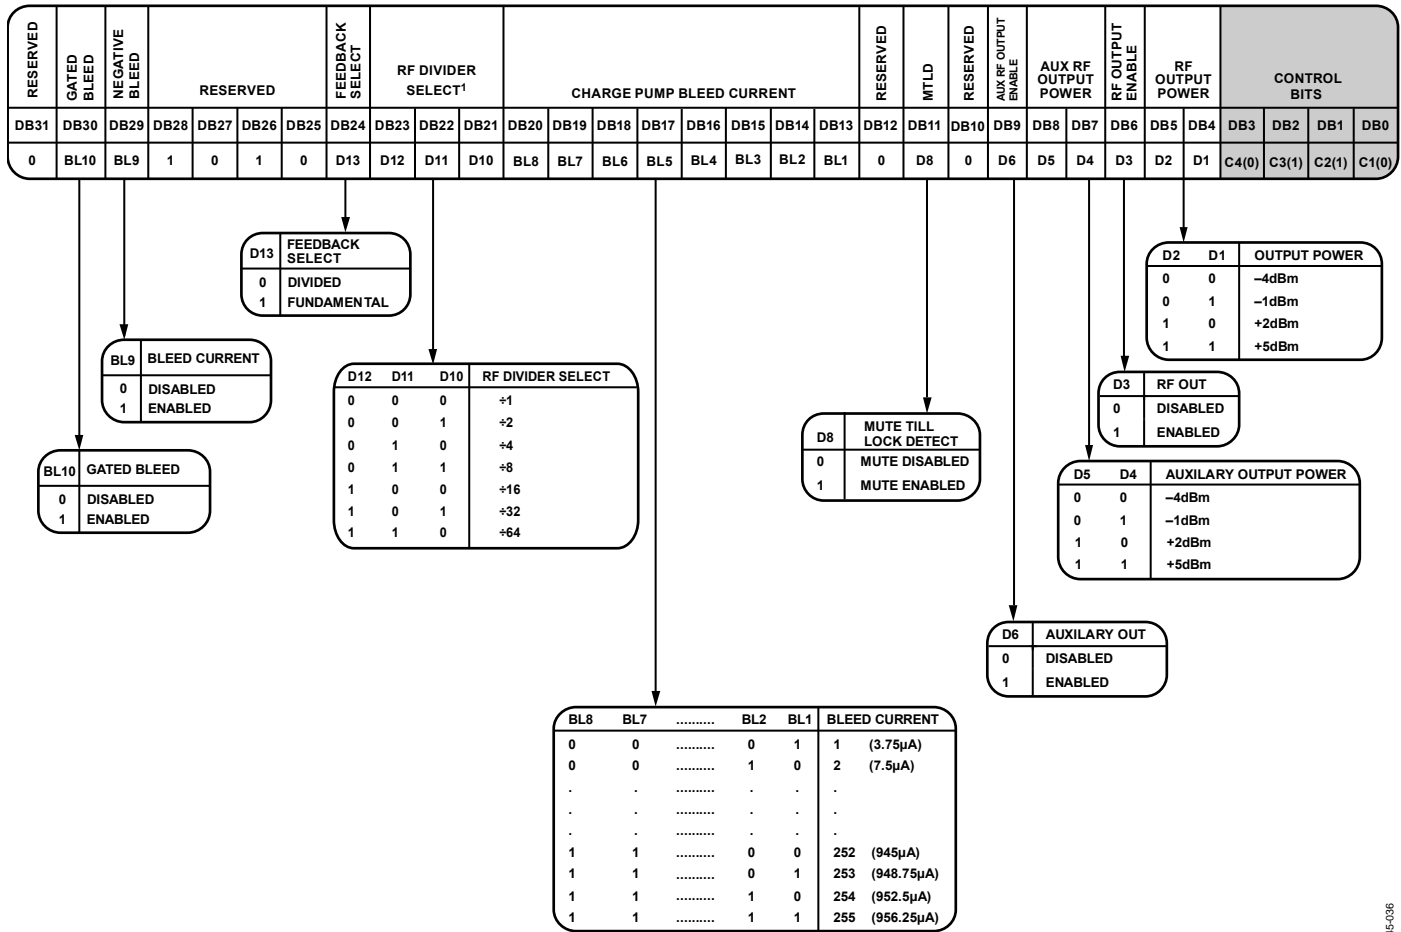 RESERVED
GATED BLEED
NEGATIVE BLEED
RESERVED
FEEDBACK SELECT
RF DIVIDER SELECT1
CHARGE PUMP BLEED CURRENT
RESERVED
MTLD
RESERVED
AUX RF OUTPUT ENABLE
AUX RF OUTPUT POWER
RF OUTPUT ENABLE
RF OUTPUT POWER
CONTROL BITS
DB31 DB30 DB29 DB28 DB27 DB26 DB25 DB24 DB23 DB22 DB21 DB20 DB19 DB18 DB17 DB16 DB15 DB14 DB13 DB12 DB11 DB10 DB9 DB8 DB7 DB6 DB5 DB4 DB3 DB2 DB1 DB0
0 BL10 BL9 1 0 1 0 D13 D12 D11 D10 BL8 BL7 BL6 BL5 BL4 BL3 BL2 BL1 0 D8 0 D6 D5 D4 D3 D2 D1 C4(0) C3(1) C2(1) C1(0)
D13 FEEDBACK SELECT
0 DIVIDED
1 FUNDAMENTAL
D2 D1 OUTPUT POWER
0 0 –4dBm
0 1 –1dBm
1 0 +2dBm
1 1 +5dBm
BL9 BLEED CURRENT
0 DISABLED
1 ENABLED
D12 D11 D10 RF DIVIDER SELECT
0 0 0 ÷1
0 0 1 ÷2
0 1 0 ÷4
0 1 1 ÷8
1 0 0 ÷16
1 0 1 ÷32
1 1 0 ÷64
D3 RF OUT
0 DISABLED
1 ENABLED
D8 MUTE TILL LOCK DETECT
0 MUTE DISABLED
1 MUTE ENABLED
BL10 GATED BLEED
0 DISABLED
1 ENABLED
D5 D4 AUXILARY OUTPUT POWER
0 0 –4dBm
0 1 –1dBm
1 0 +2dBm
1 1 +5dBm
D6 AUXILARY OUT
0 DISABLED
1 ENABLED
BL8 BL7 .......... BL2 BL1 BLEED CURRENT
0 0 .......... 0 1 1 (3.75µA)
0 0 .......... 1 0 2 (7.5µA)
. . .......... . . .
. . .......... . . .
. . .......... . . .
1 1 .......... 0 0 252 (945µA)
1 1 .......... 0 1 253 (948.75µA)
1 1 .......... 1 0 254 (952.5µA)
1 1 .......... 1 1 255 (956.25µA)